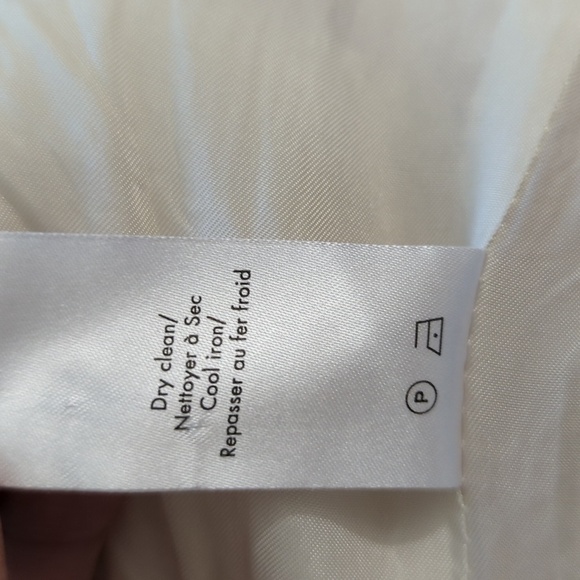 Dry clean/
Nettoyer à Sec
Cool iron/
Repasser au fer froid
P